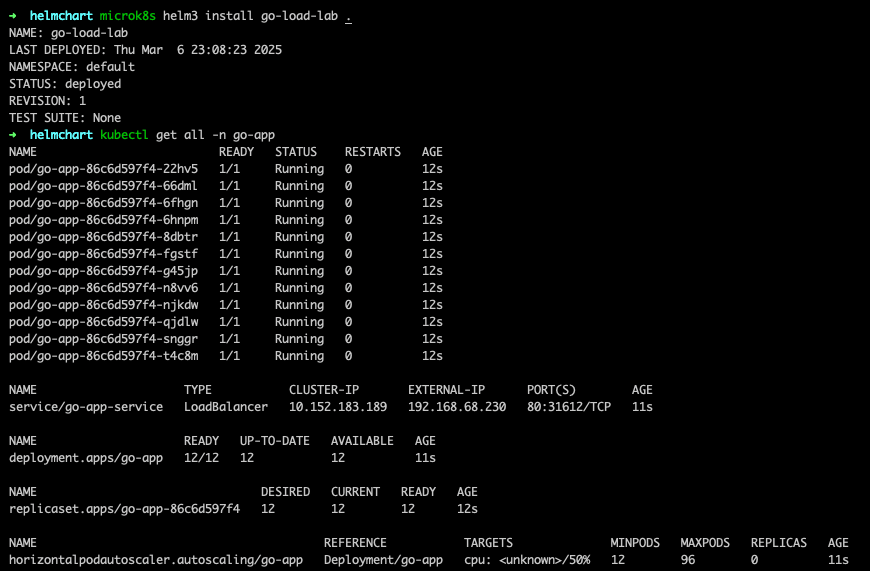 ➜ helmchart microk8s helm3 install go-load-lab .
NAME: go-load-lab
LAST DEPLOYED: Thu Mar  6 23:08:23 2025
NAMESPACE: default
STATUS: deployed
REVISION: 1
TEST SUITE: None
➜ helmchart kubectl get all -n go-app
NAME                          READY   STATUS    RESTARTS   AGE
pod/go-app-86c6d597f4-22hv5   1/1     Running   0          12s
pod/go-app-86c6d597f4-66dml   1/1     Running   0          12s
pod/go-app-86c6d597f4-6fhgn   1/1     Running   0          12s
pod/go-app-86c6d597f4-6hnpm   1/1     Running   0          12s
pod/go-app-86c6d597f4-8dbtr   1/1     Running   0          12s
pod/go-app-86c6d597f4-fgstf   1/1     Running   0          12s
pod/go-app-86c6d597f4-g45jp   1/1     Running   0          12s
pod/go-app-86c6d597f4-n8vv6   1/1     Running   0          12s
pod/go-app-86c6d597f4-njkdw   1/1     Running   0          12s
pod/go-app-86c6d597f4-qjdlw   1/1     Running   0          12s
pod/go-app-86c6d597f4-snggr   1/1     Running   0          12s
pod/go-app-86c6d597f4-t4c8m   1/1     Running   0          12s
NAME                     TYPE           CLUSTER-IP       EXTERNAL-IP      PORT(S)        AGE
service/go-app-service   LoadBalancer   10.152.183.189   192.168.68.230   80:31612/TCP   11s
NAME                     READY   UP-TO-DATE   AVAILABLE   AGE
deployment.apps/go-app   12/12   12           12          11s
NAME                                DESIRED   CURRENT   READY   AGE
replicaset.apps/go-app-86c6d597f4   12        12        12      12s
NAME                                         REFERENCE           TARGETS              MINPODS   MAXPODS   REPLICAS   AGE
horizontalpodautoscaler.autoscaling/go-app   Deployment/go-app   cpu: <unknown>/50%   12        96        0          11s